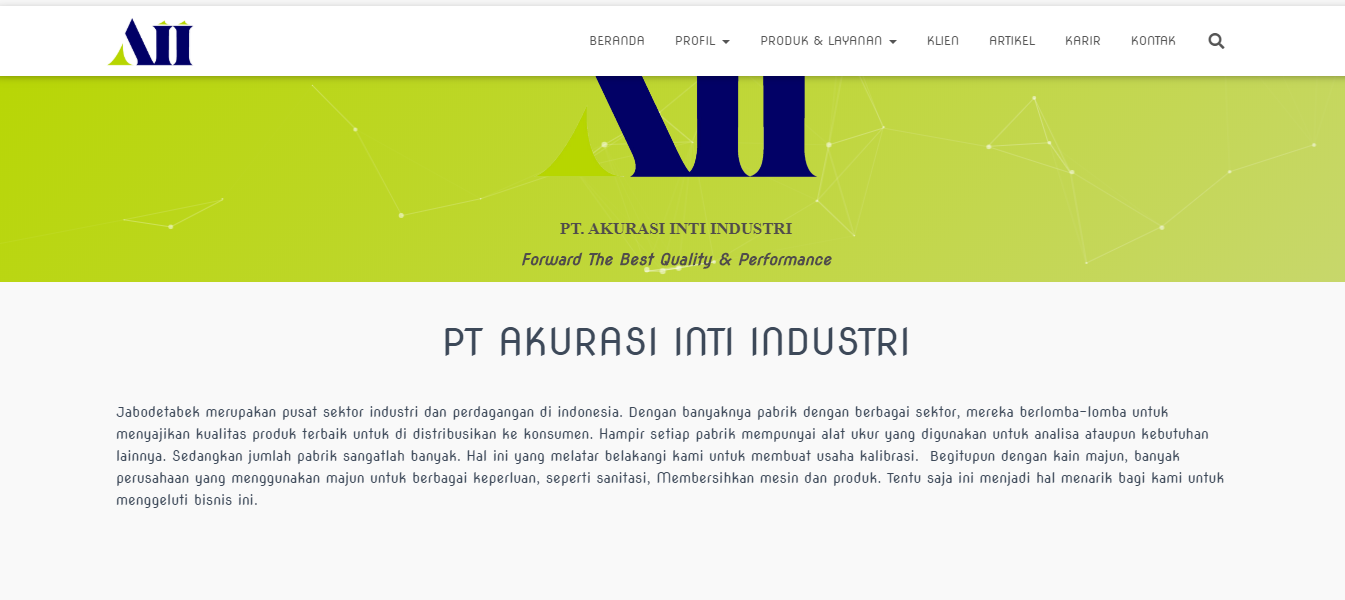 AII
BERANDA PROFIL PRODUK & LAYANAN KLIEN ARTIKEL KARIR KONTAK
AII
PT. AKURASI INTI INDUSTRI
Forward The Best Quality & Performance
PT AKURASI INTI INDUSTRI
Jabodetabek merupakan pusat sektor industri dan perdagangan di indonesia. Dengan banyaknya pabrik dengan berbagai sektor, mereka berlomba-lomba untuk
menyajikan kualitas produk terbaik untuk di distribusikan ke konsumen. Hampir setiap pabrik mempunyai alat ukur yang digunakan untuk analisa ataupun kebutuhan
lainnya. Sedangkan jumlah pabrik sangatlah banyak. Hal ini yang melatar belakangi kami untuk membuat usaha kalibrasi. Begitupun dengan kain majun, banyak
perusahaan yang menggunakan majun untuk berbagai keperluan, seperti sanitasi, Membersihkan mesin dan produk. Tentu saja ini menjadi hal menarik bagi kami untuk
menggeluti bisnis ini.